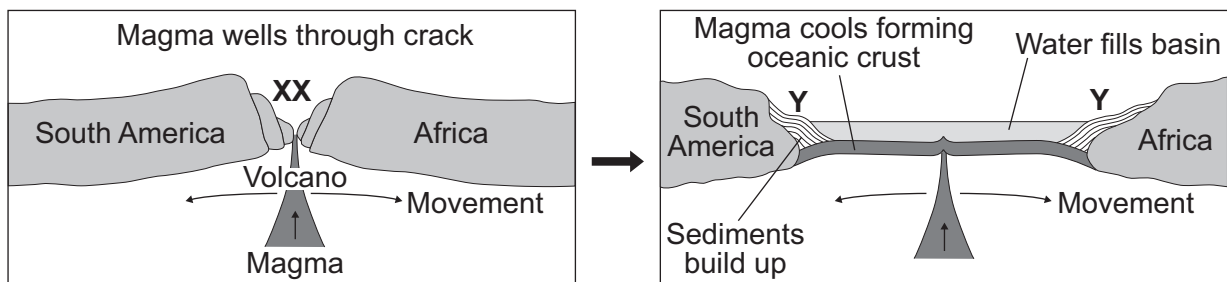 Magma wells through crack
XX
South America
Africa
Volcano
Movement
Magma
Magma cools forming
oceanic crust
Water fills basin
Y
Y
South
America
Africa
Movement
Sediments
build up